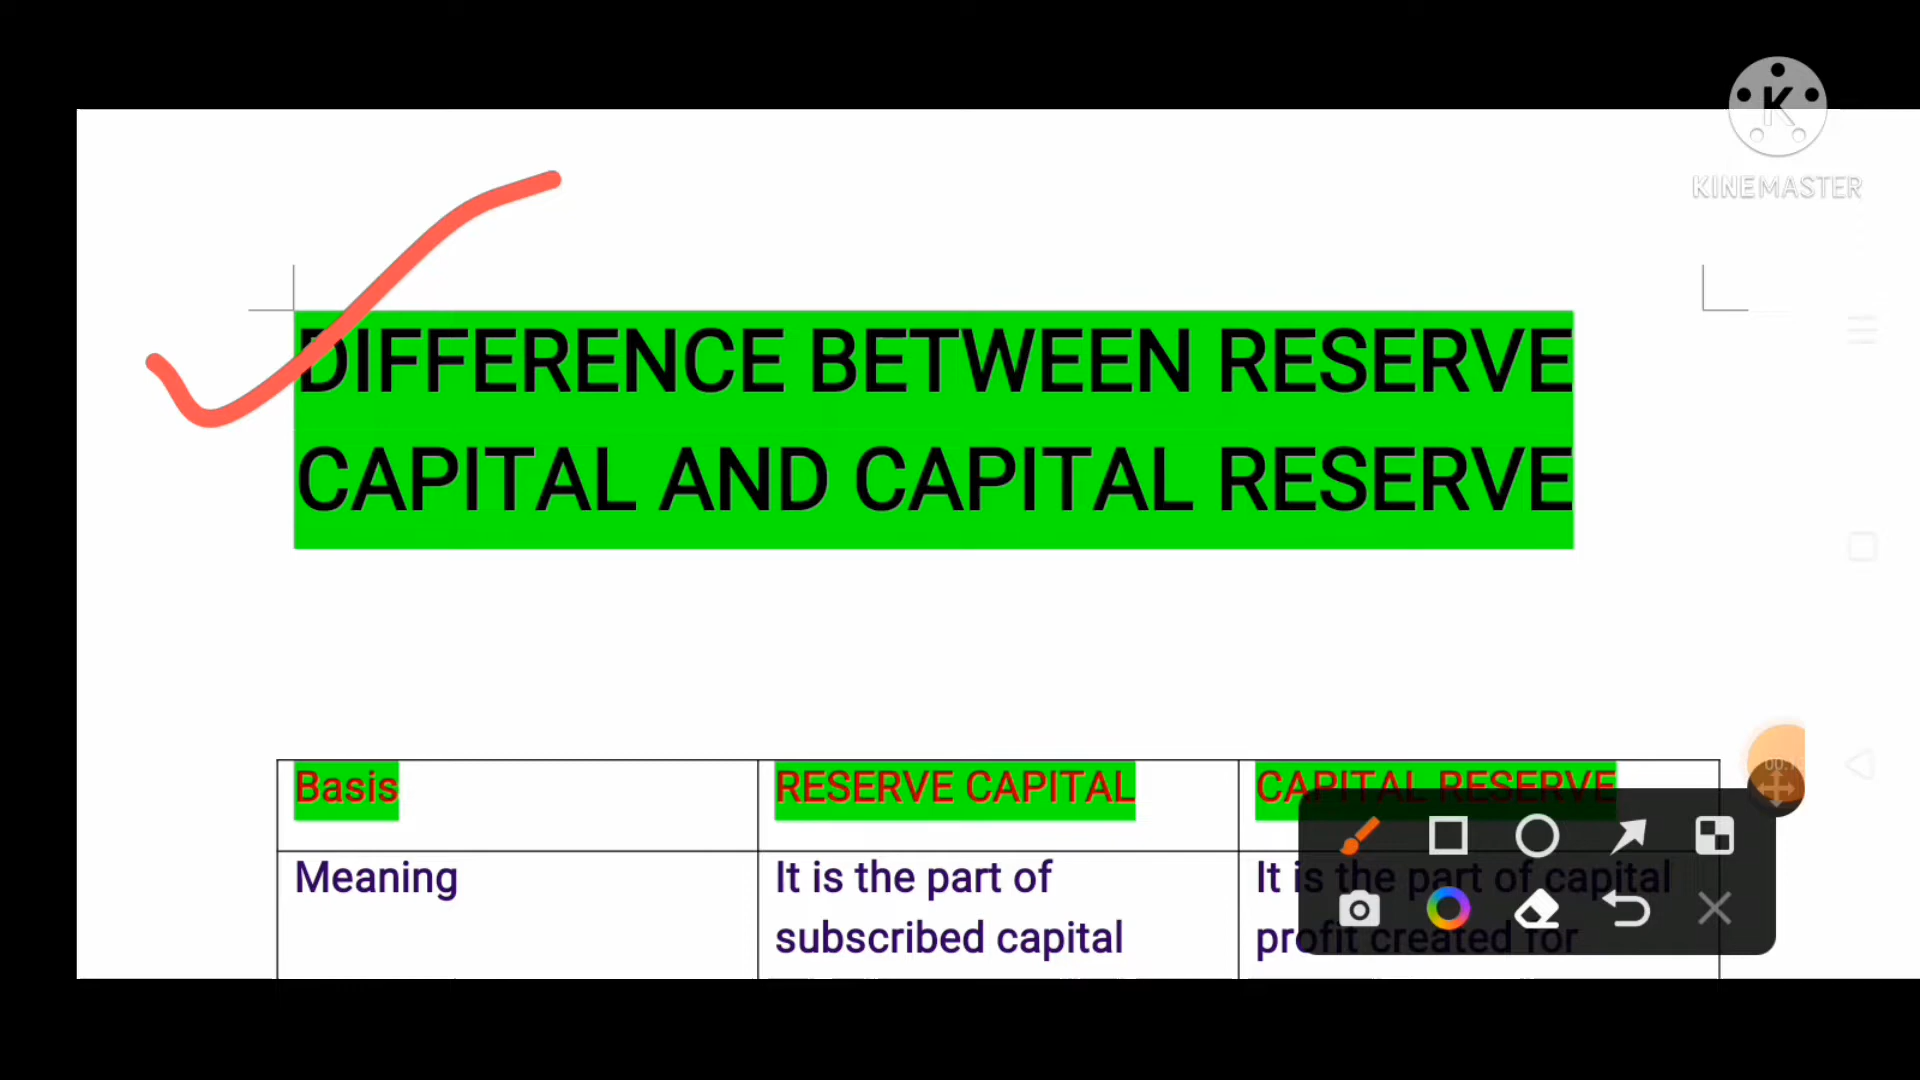 KINEMASTER
DIFFERENCE BETWEEN RESERVE
CAPITAL AND CAPITAL RESERVE
Basis RESERVE CAPITAL CAPITAL RESERVE
Meaning It is the part of It is the part of capital
subscribed capital profit created for